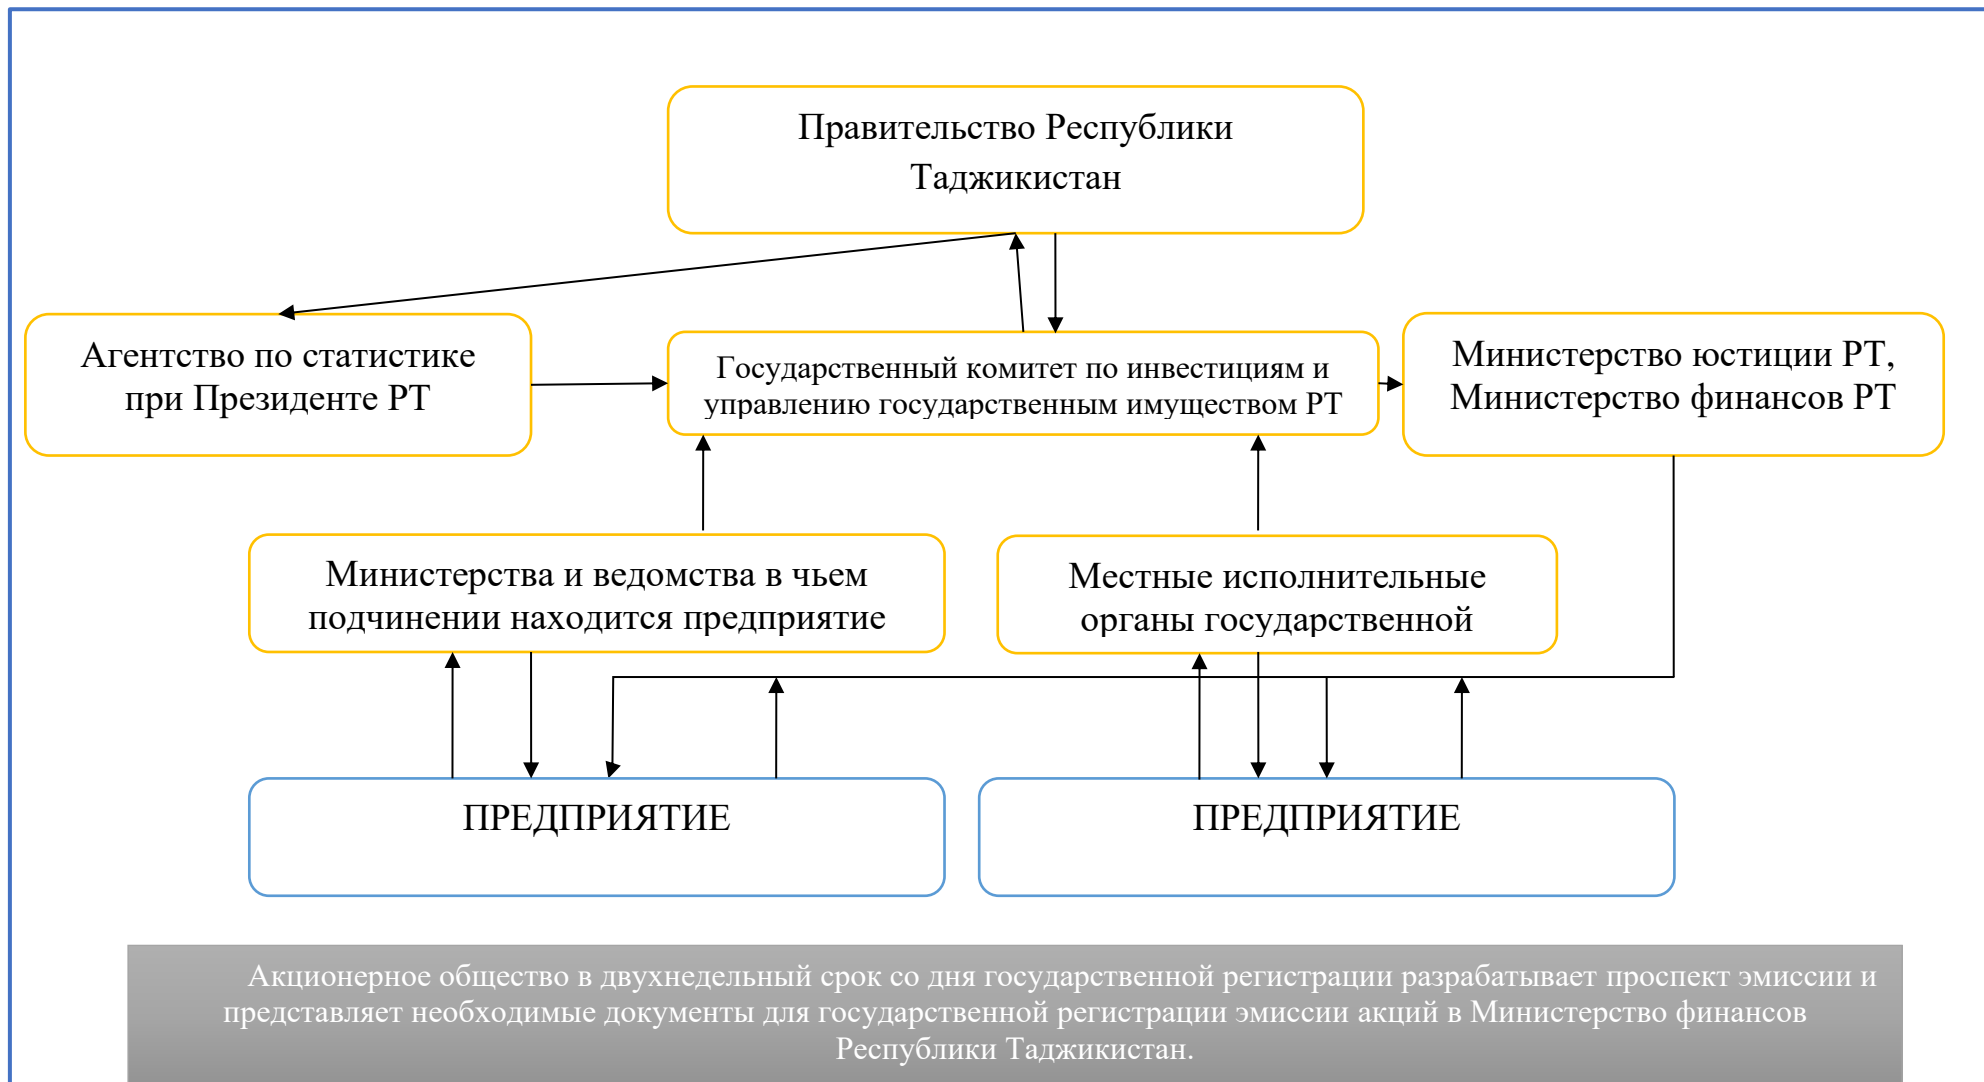 Правительство Республики
Таджикистан
Агентство по статистике
при Президенте РТ
Государственный комитет по инвестициям и
управлению государственным имуществом РТ
Министерство юстиции РТ,
Министерство финансов РТ
Министерства и ведомства в чьем
подчинении находится предприятие
Местные исполнительные
органы государственной
ПРЕДПРИЯТИЕ
ПРЕДПРИЯТИЕ
Акционерное общество в двухнедельный срок со дня государственной регистрации разрабатывает проспект эмиссии и
представляет необходимые документы для государственной регистрации эмиссии акций в Министерство финансов
Республики Таджикистан.